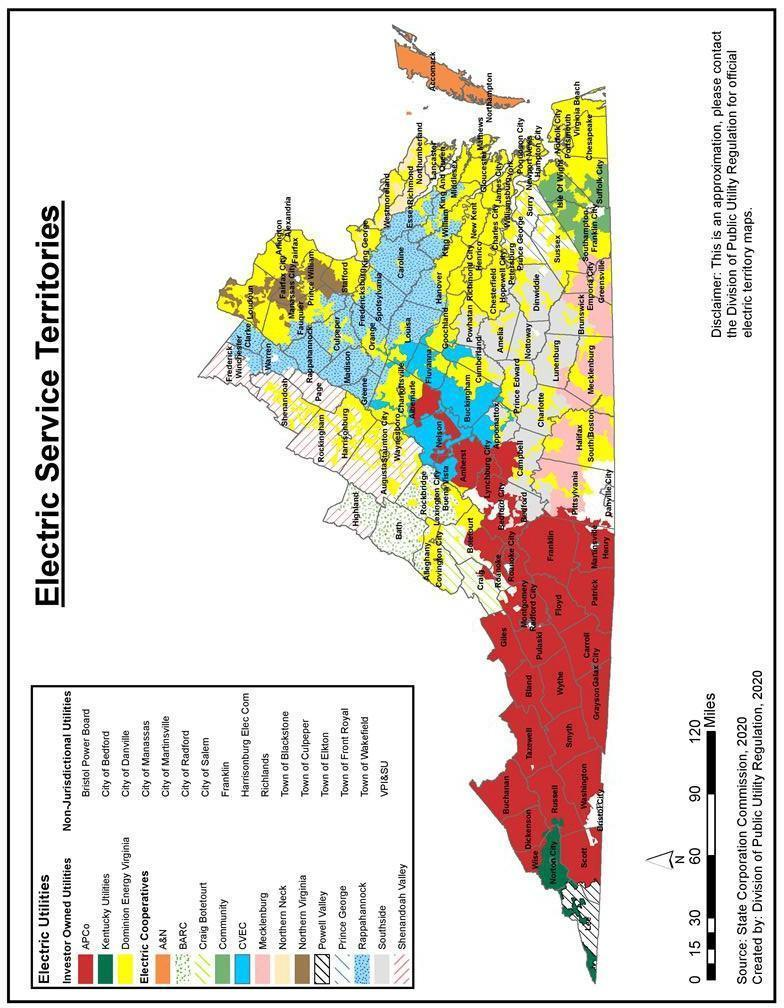 Electric Service Territories
Electric Utilities
Investor Owned Utilities
APCo
Kentucky Utilities
Dominion Energy Virginia
Electric Cooperatives
A&N
BARC
Craig Botetourt
Community
CVEC
Mecklenburg
Northern Neck
Northern Virginia
Powell Valley
Prince George
Rappahannock
Southside
Shenandoah Valley
Non-Jurisdictional Utilities
Bristol Power Board
City of Bedford
City of Danville
City of Manassas
City of Martinsville
City of Radford
City of Salem
Franklin
Harrisonburg Elec Com
Richlands
Town of Blackstone
Town of Culpeper
Town of Elkton
Town of Front Royal
Town of Wakefield
VPI&SU
Frederick
Winchester
Clarke
Loudoun
Warren
Fauquier
Fairfax City
Fairfax
Arlington
Alexandria
Manassas City
Prince William
Shenandoah
Page
Rappahannock
Culpeper
Stafford
Rockingham
Harrisonburg
Madison
Greene
Orange
Fredericksburg
Spotsylvania
King George
Westmoreland
Highland
Augusta
Staunton City
Waynesboro
Charlottesville
Albemarle
Louisa
Caroline
Essex
Richmond
Northumberland
Lancaster
Accomack
Bath
Rockbridge
Lexington City
Buena Vista
Nelson
Fluvanna
Goochland
Hanover
King William
King And Queen
Middlesex
Mathews
Northampton
Alleghany
Covington City
Botetourt
Amherst
Buckingham
Cumberland
Powhatan
Richmond City
Henrico
New Kent
Gloucester
Craig
Roanoke
Roanoke City
Bedford City
Bedford
Lynchburg City
Campbell
Appomattox
Prince Edward
Amelia
Chesterfield
Hopewell City
Petersburg
Charles City
Prince George
James City
Williamsburg
York
Poquoson City
Newport News
Hampton City
Giles
Montgomery
Radford City
Nottoway
Dinwiddie
Surry
Sussex
Isle Of Wight
Norfolk City
Portsmouth
Virginia Beach
Chesapeake
Suffolk City
Southampton
Franklin City
Buchanan
Tazewell
Bland
Pulaski
Floyd
Franklin
Charlotte
Lunenburg
Brunswick
Emporia City
Greensville
Dickenson
Wise
Norton City
Russell
Smyth
Wythe
Carroll
Patrick
Martinsville
Henry
Pittsylvania
Danville City
Halifax
South Boston
Mecklenburg
Lee
Scott
Washington
Bristol City
Grayson
Galax City
N
0 15 30 60 90 120
Miles
Source: State Corporation Commission, 2020
Created by: Division of Public Utility Regulation, 2020
Disclaimer: This is an approximation, please contact
the Division of Public Utility Regulation for official
electric territory maps.